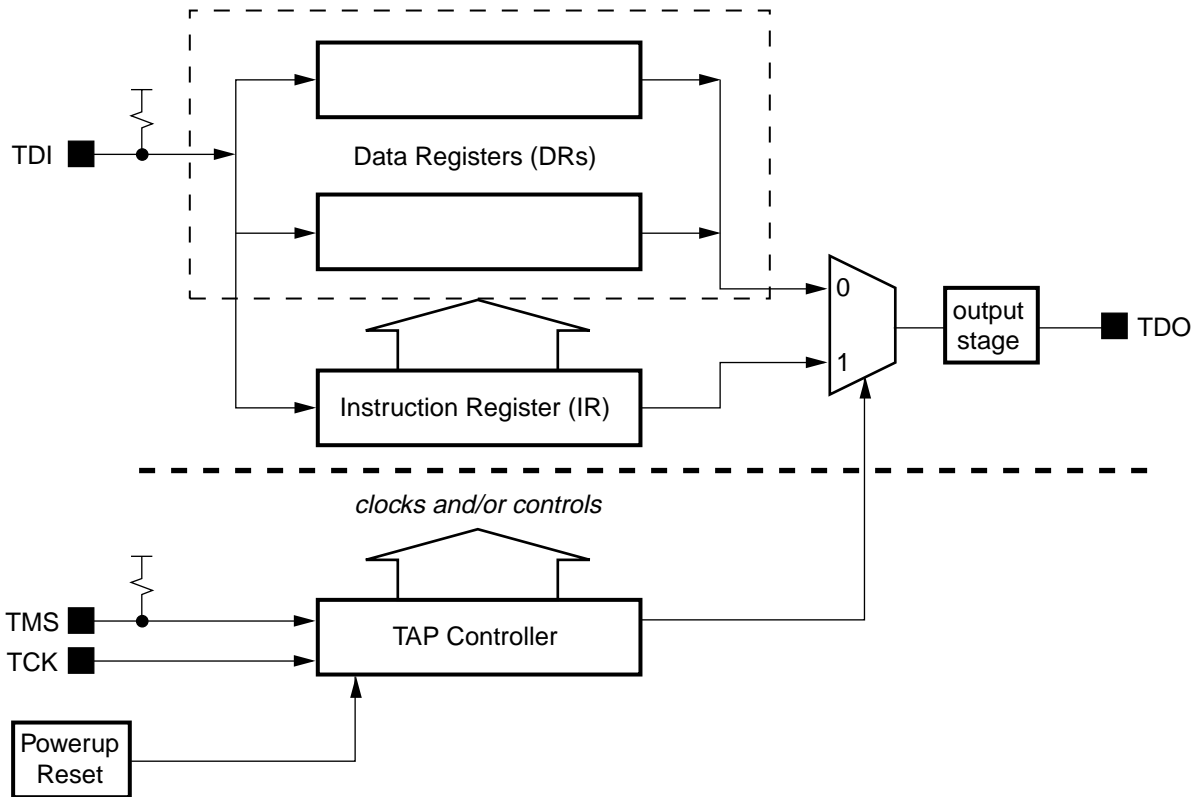 TDI
Data Registers (DRs)
0
output
stage
TDO
1
Instruction Register (IR)
clocks and/or controls
TMS
TAP Controller
TCK
Powerup
Reset